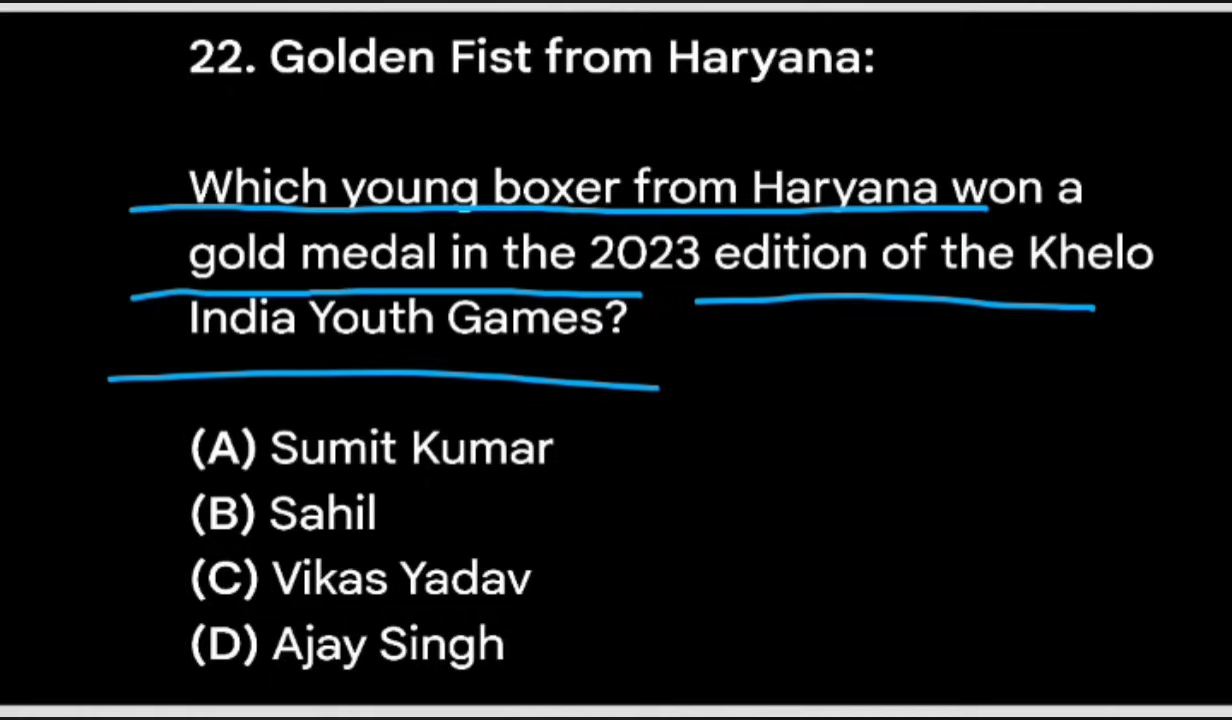 22. Golden Fist from Haryana:
Which young boxer from Haryana won a
gold medal in the 2023 edition of the Khelo
India Youth Games?
(A) Sumit Kumar
(B) Sahil
(C) Vikas Yadav
(D) Ajay Singh